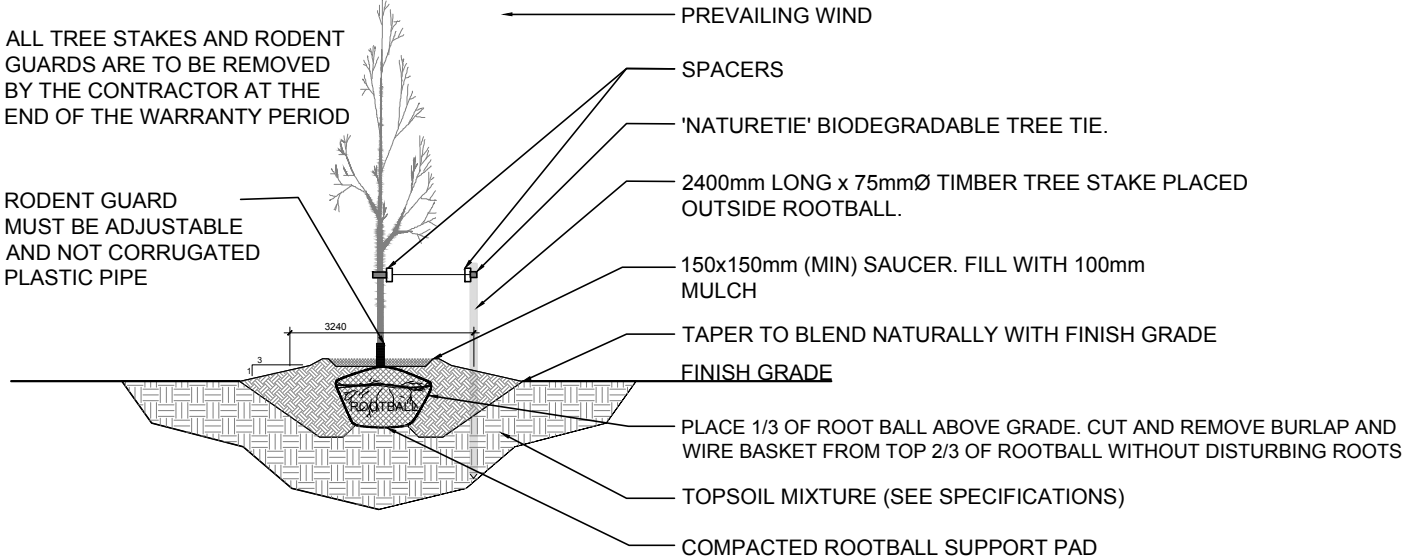 ALL TREE STAKES AND RODENT
GUARDS ARE TO BE REMOVED
BY THE CONTRACTOR AT THE
END OF THE WARRANTY PERIOD
RODENT GUARD
MUST BE ADJUSTABLE
AND NOT CORRUGATED
PLASTIC PIPE
PREVAILING WIND
SPACERS
'NATURETIE' BIODEGRADABLE TREE TIE.
2400mm LONG x 75mmØ TIMBER TREE STAKE PLACED
OUTSIDE ROOTBALL.
150x150mm (MIN) SAUCER. FILL WITH 100mm
MULCH
3240
3
1
TAPER TO BLEND NATURALLY WITH FINISH GRADE
FINISH GRADE
ROOTBALL
PLACE 1/3 OF ROOT BALL ABOVE GRADE. CUT AND REMOVE BURLAP AND
WIRE BASKET FROM TOP 2/3 OF ROOTBALL WITHOUT DISTURBING ROOTS
TOPSOIL MIXTURE (SEE SPECIFICATIONS)
COMPACTED ROOTBALL SUPPORT PAD